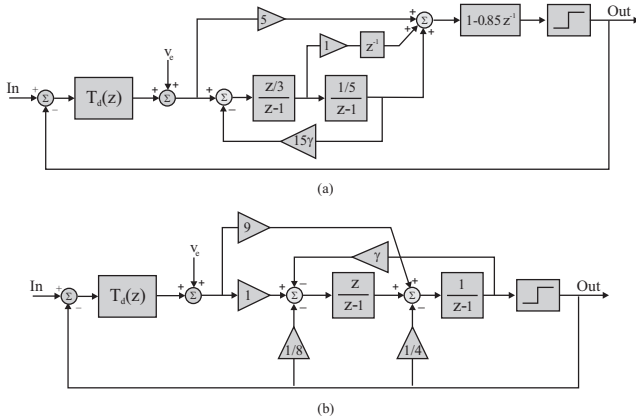 5
Σ
1-0.85 z⁻¹
Out
1
z⁻¹
vₑ
In
Σ
T_d(z)
Σ
Σ
z/3
z-1
1/5
z-1
15γ
(a)
9
γ
vₑ
In
Σ
T_d(z)
Σ
1
Σ
z
z-1
Σ
1
z-1
Out
1/8
1/4
(b)